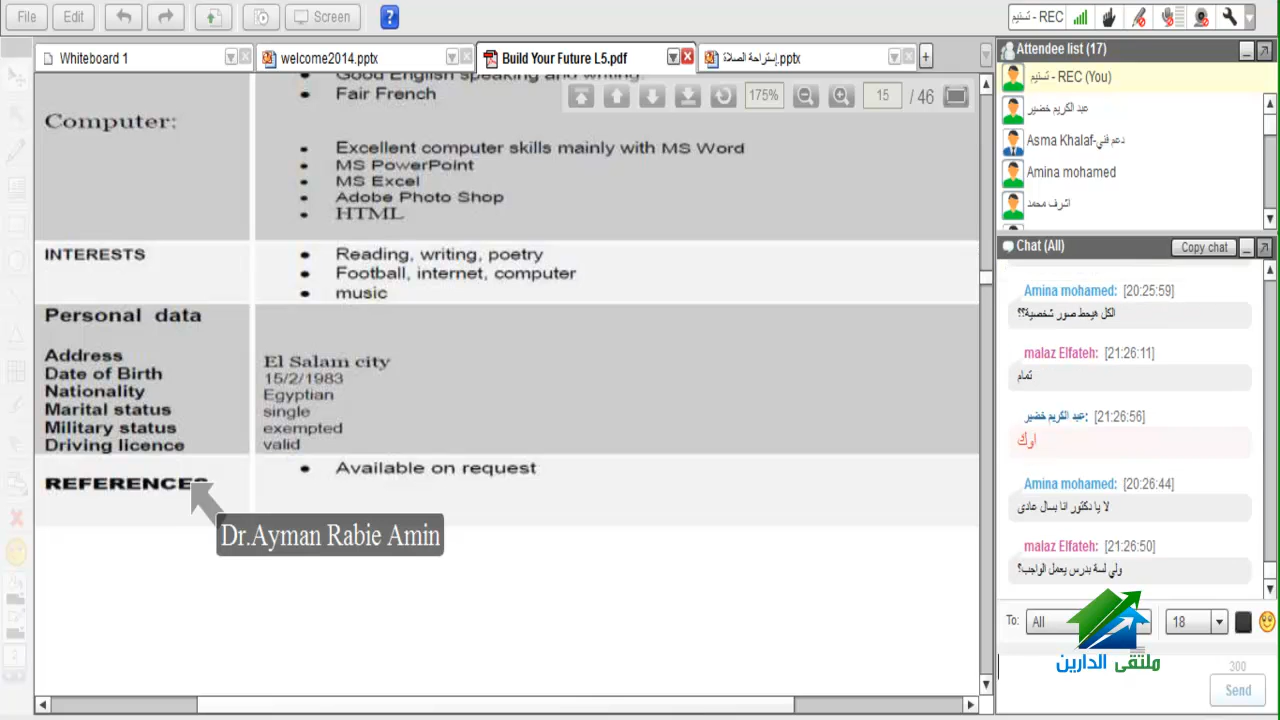 File
Edit
Screen
?
تسنيم - REC
Whiteboard 1
welcome2014.pptx
Build Your Future L5.pdf
إستراحة الصلاة.pptx
+
175%
15
/ 46
Good English speaking and writing.
Fair French
Computer:
Excellent computer skills mainly with MS Word
MS PowerPoint
MS Excel
Adobe Photo Shop
HTML
INTERESTS
Reading, writing, poetry
Football, internet, computer
music
Personal data
Address
El Salam city
Date of Birth
15/2/1983
Nationality
Egyptian
Marital status
single
Military status
exempted
Driving licence
valid
REFERENCES
Available on request
Dr.Ayman Rabie Amin
Attendee list (17)
تسنيم - REC (You)
عبد الكريم خضير
Asma Khalaf-دعم فني
Amina mohamed
اشرف محمد
Chat (All)
Copy chat
Amina mohamed: [20:25:59]
الكل هيحط صور شخصية؟؟
malaz Elfateh: [21:26:11]
تمام
عبد الكريم خضير: [21:26:56]
اوك
Amina mohamed: [20:26:44]
لا يا دكتور انا بسال عادى
malaz Elfateh: [21:26:50]
ولي لسة بدرس يعمل الواجب؟
To:
All
18
ملتقى الدارين
300
Send